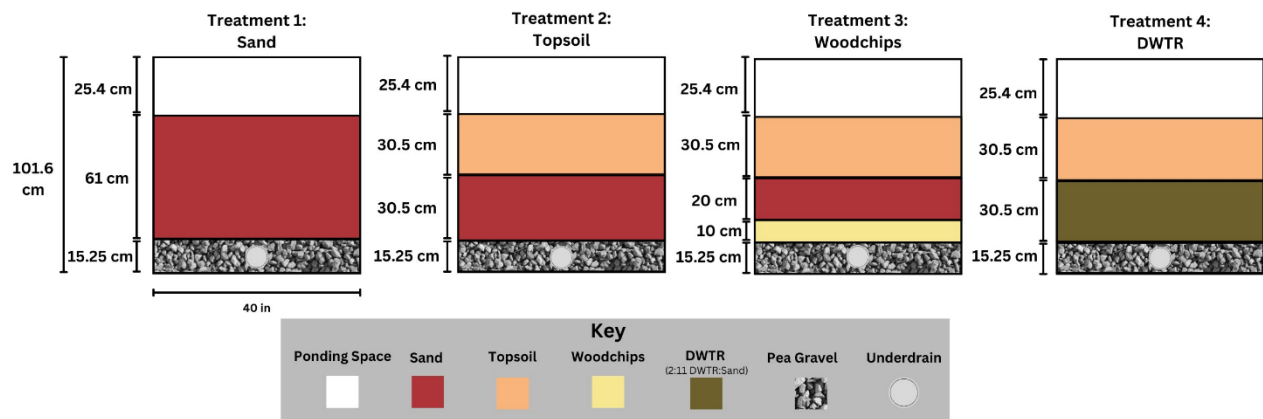 Treatment 1:
Sand
Treatment 2:
Topsoil
Treatment 3:
Woodchips
Treatment 4:
DWTR
101.6
cm
25.4 cm
61 cm
15.25 cm
40 in
25.4 cm
30.5 cm
30.5 cm
15.25 cm
25.4 cm
30.5 cm
20 cm
10 cm
15.25 cm
25.4 cm
30.5 cm
30.5 cm
15.25 cm
Key
Ponding Space
Sand
Topsoil
Woodchips
DWTR
(2:11 DWTR:Sand)
Pea Gravel
Underdrain